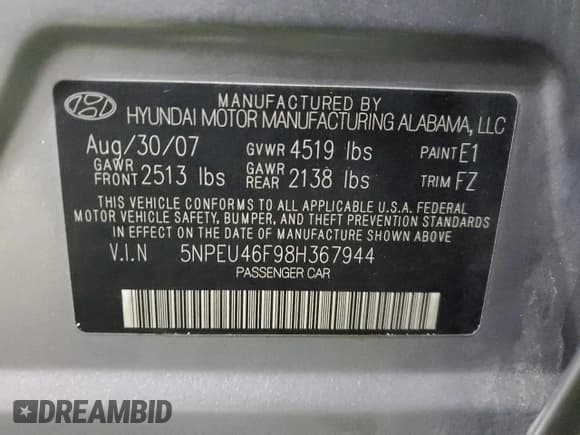 MANUFACTURED BY
HYUNDAI MOTOR MANUFACTURING ALABAMA, LLC
Aug/30/07 GVWR 4519 lbs PAINT E1
GAWR FRONT 2513 lbs GAWR REAR 2138 lbs TRIM FZ
THIS VEHICLE CONFORMS TO ALL APPLICABLE U.S.A. FEDERAL
MOTOR VEHICLE SAFETY, BUMPER, AND THEFT PREVENTION STANDARDS
IN EFFECT ON THE DATE OF MANUFACTURE SHOWN ABOVE.
V.I.N 5NPEU46F98H367944
PASSENGER CAR
DREAMBID